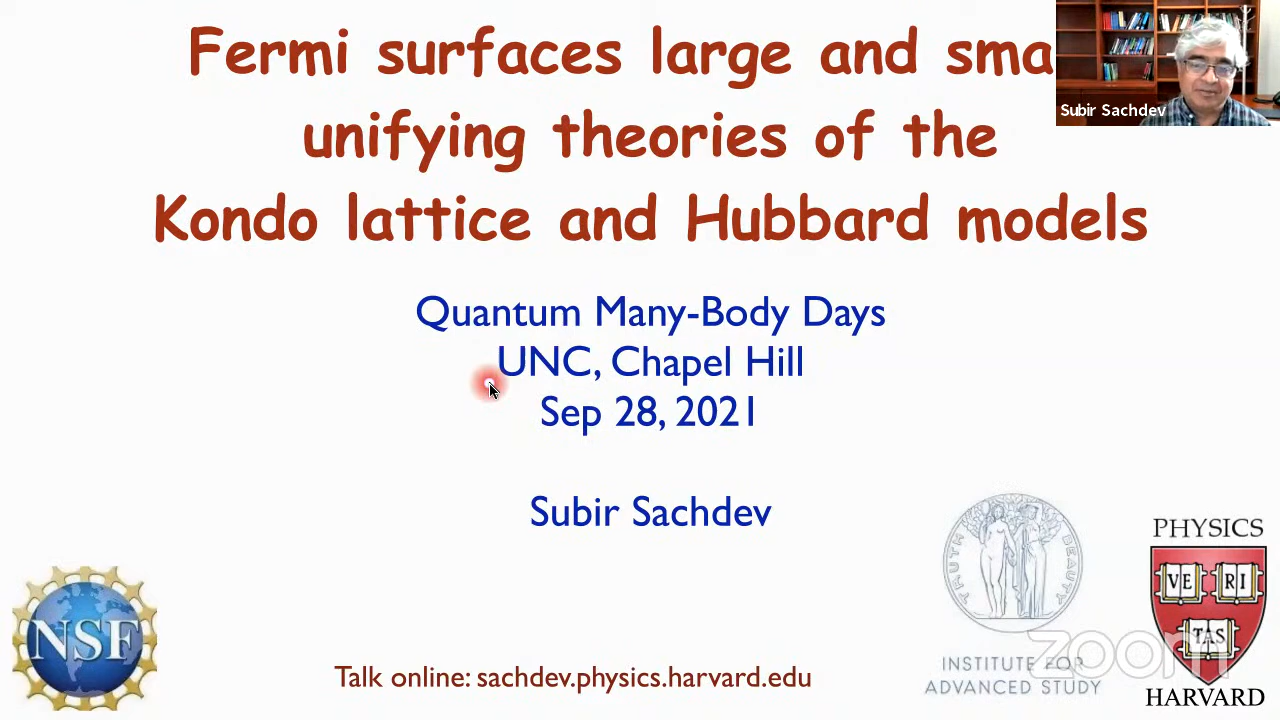 Fermi surfaces large and sma
unifying theories of the
Kondo lattice and Hubbard models
Subir Sachdev
Quantum Many-Body Days
UNC, Chapel Hill
Sep 28, 2021
Subir Sachdev
Talk online: sachdev.physics.harvard.edu
NSF
TRUTH BEAUTY
INSTITUTE FOR
ADVANCED STUDY
zoom
PHYSICS
VE RI
TAS
HARVARD